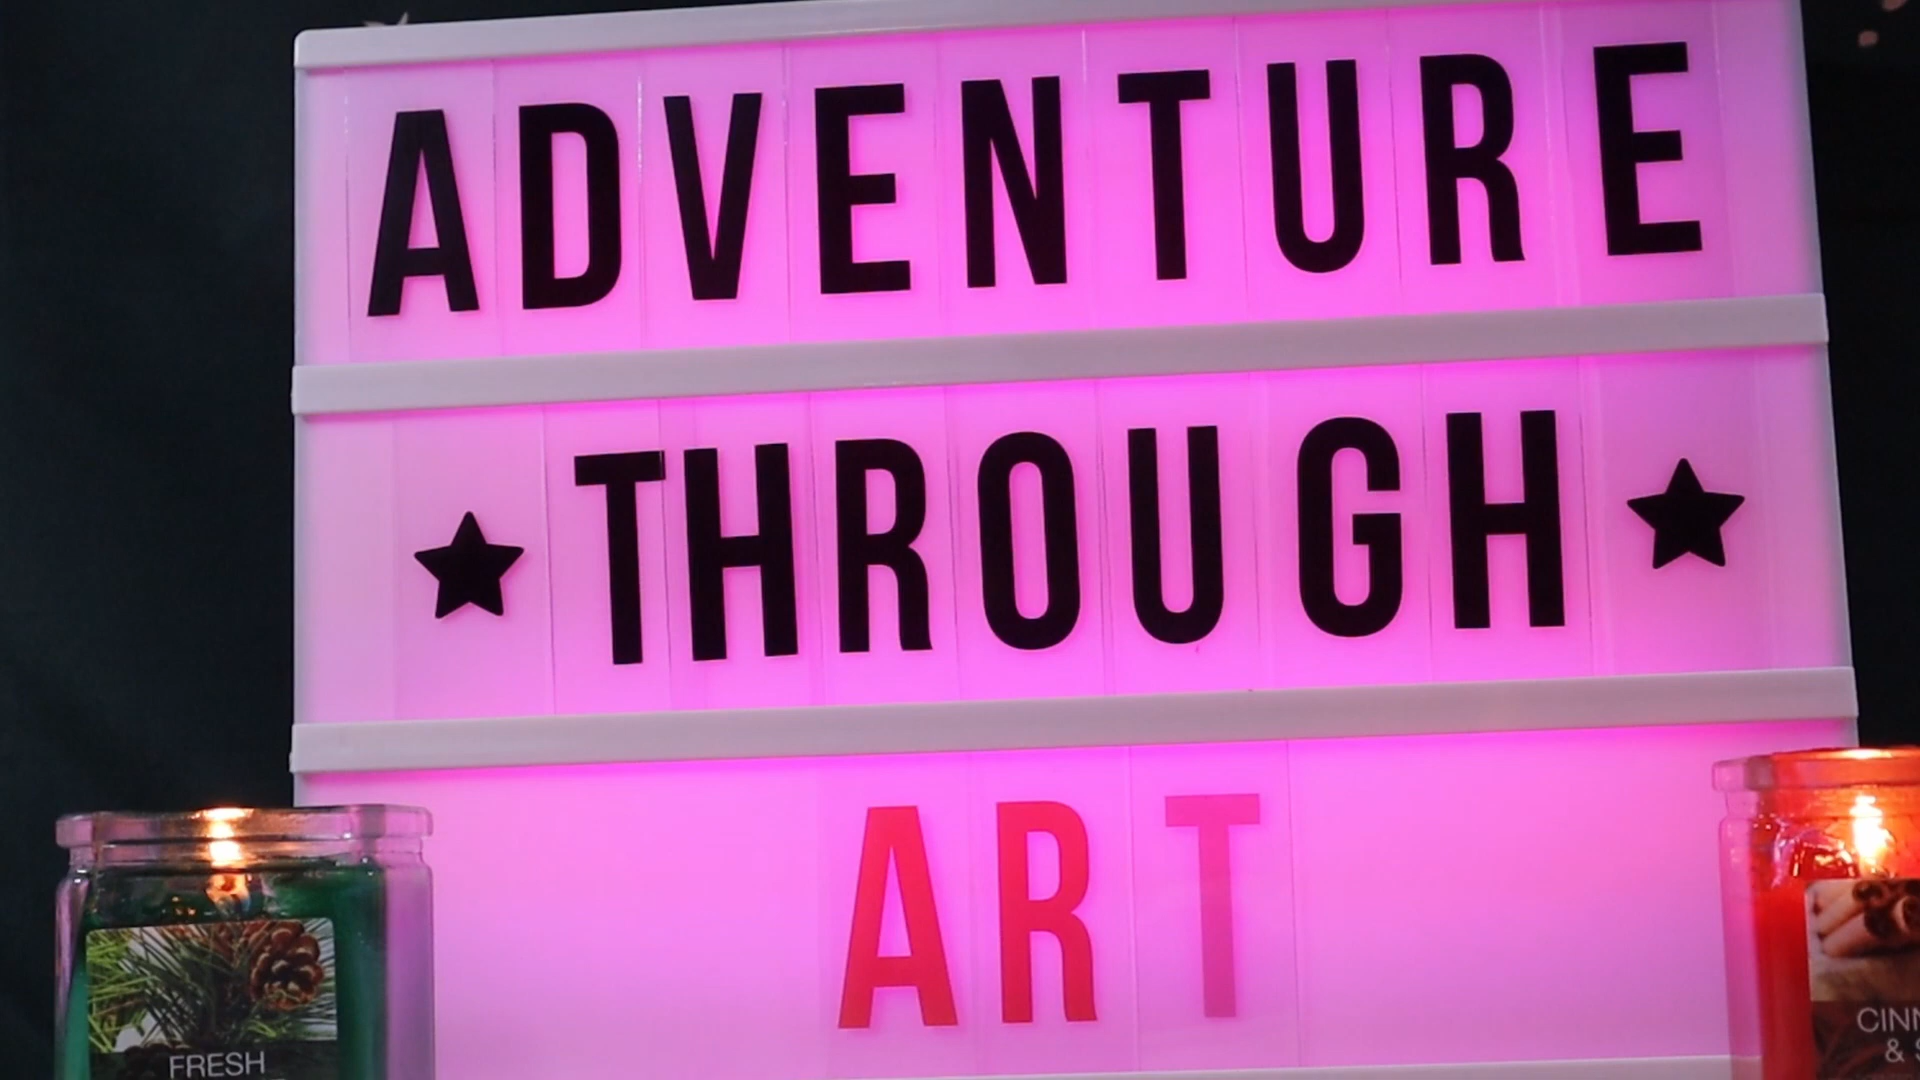 ADVENTURE
★ THROUGH ★
ART
FRESH
&